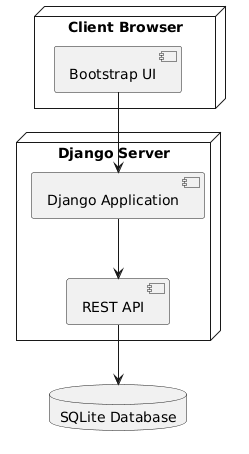 Client Browser
Bootstrap UI
Django Server
Django Application
REST API
SQLite Database